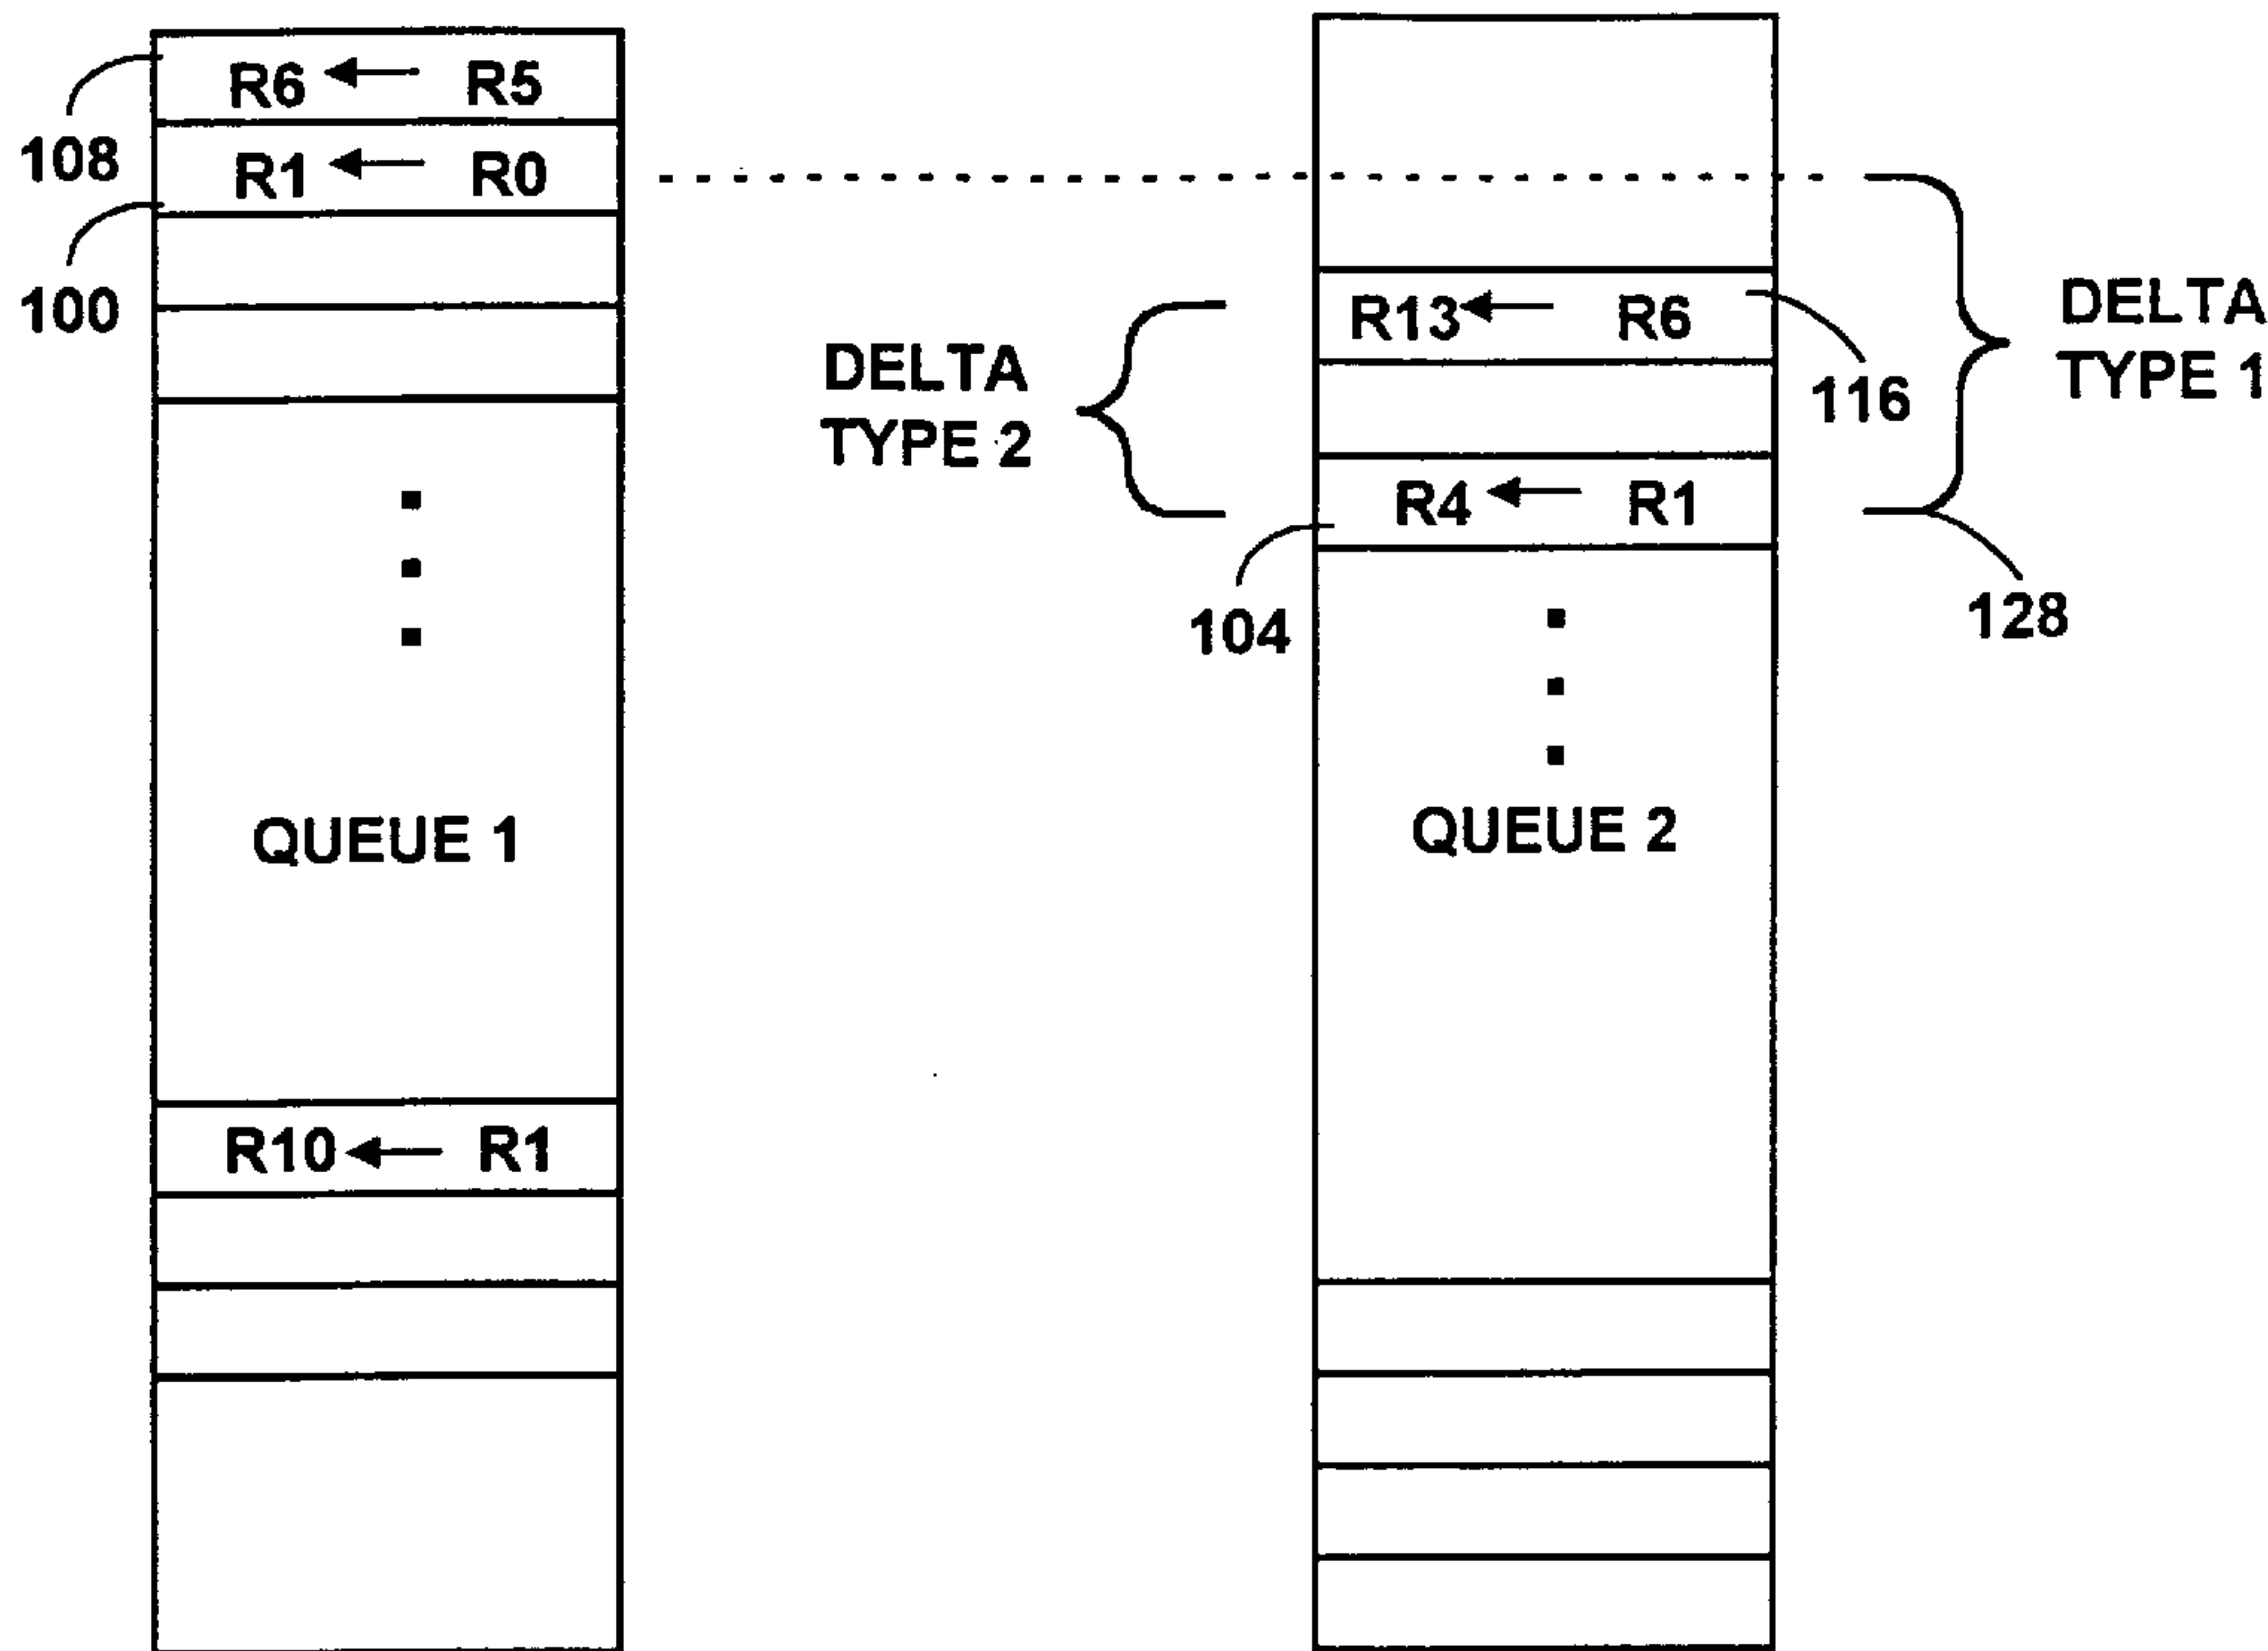 R6 ← R5
108
R1 ← R0
100
R13 ← R6
DELTA
TYPE 1
DELTA
TYPE 2
116
R4 ← R1
104
128
QUEUE 1
QUEUE 2
R10 ← R1